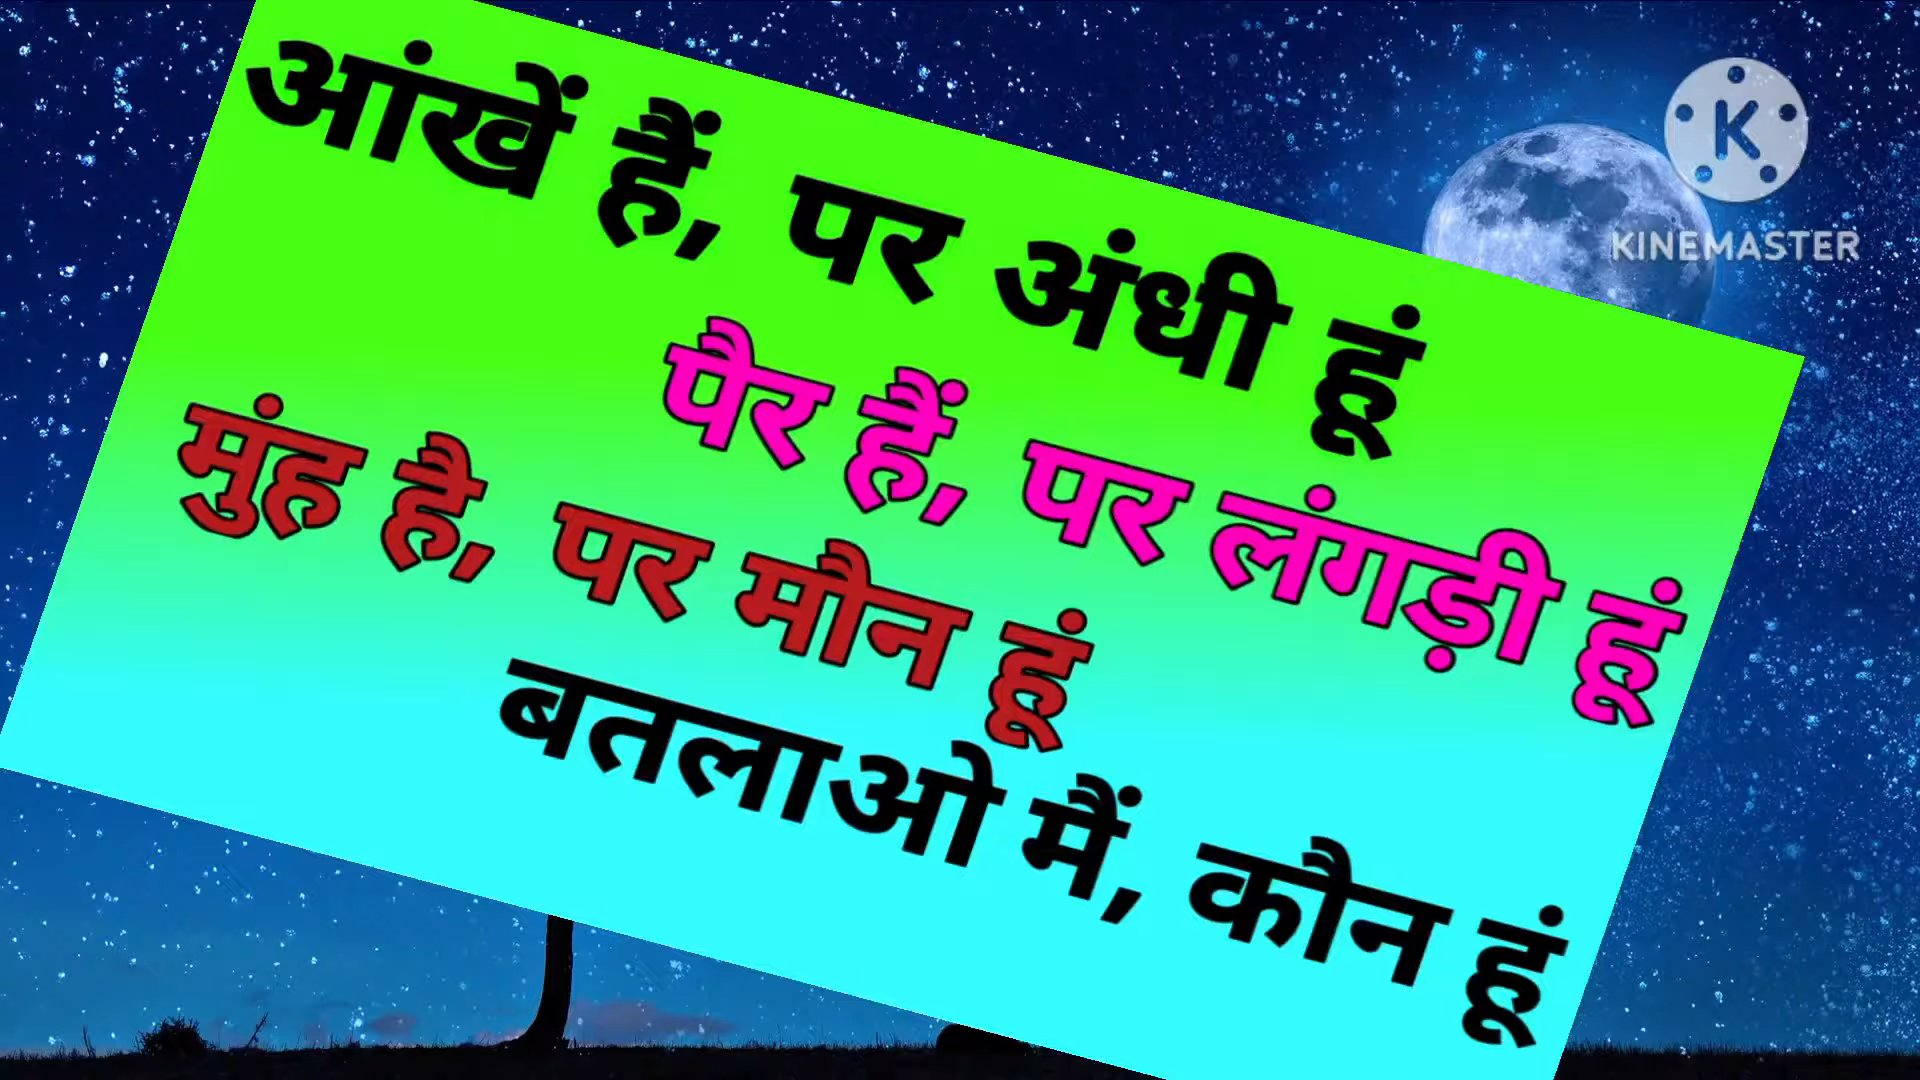 आंखें हैं, पर अंधी हूं
पैर हैं, पर लंगड़ी हूं
मुंह है, पर मौन हूं
बतलाओ मैं, कौन हूं
K
KINEMASTER